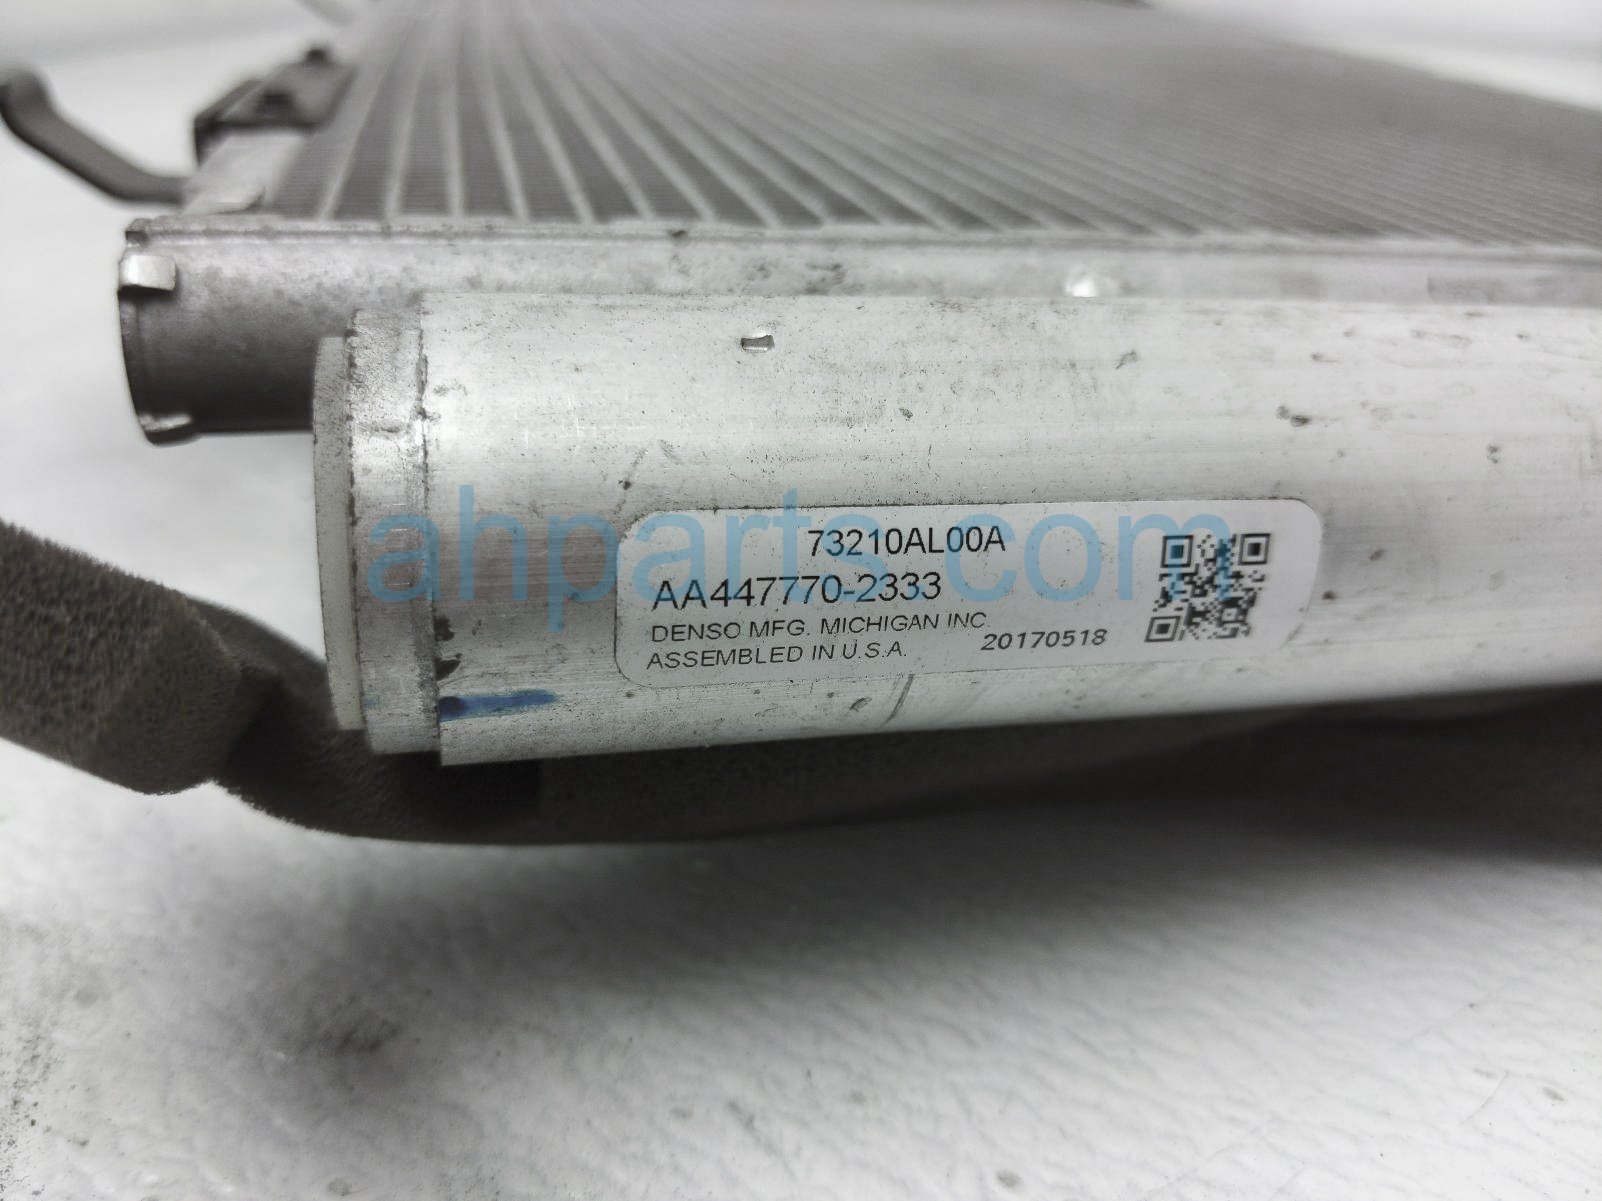 73210AL00A
AA447770-2333
DENSO MFG. MICHIGAN INC.
20170518
ASSEMBLED IN U.S.A.
ahparts.com